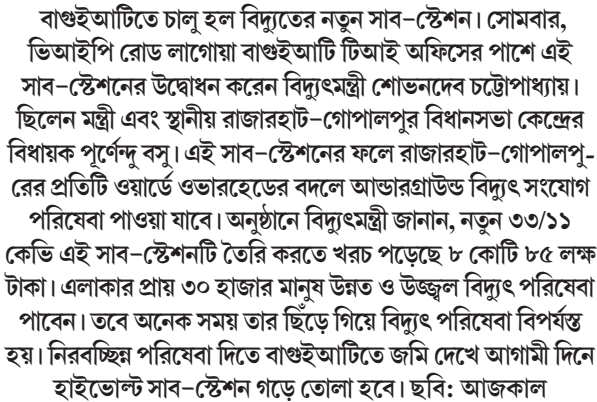 বাগুইআটিতে চালু হল বিদ্যুতের নতুন সাব-স্টেশন। সোমবার,
ভিআইপি রোড লাগোয়া বাগুইআটি টিআই অফিসের পাশে এই
সাব-স্টেশনের উদ্বোধন করেন বিদ্যুৎমন্ত্রী শোভনদেব চট্টোপাধ্যায়।
ছিলেন মন্ত্রী এবং স্থানীয় রাজারহাট-গোপালপুর বিধানসভা কেন্দ্রের
বিধায়ক পূর্ণেন্দু বসু। এই সাব-স্টেশনের ফলে রাজারহাট-গোপালপু-
রের প্রতিটি ওয়ার্ডে ওভারহেডের বদলে আন্ডারগ্রাউন্ড বিদ্যুৎ সংযোগ
পরিষেবা পাওয়া যাবে। অনুষ্ঠানে বিদ্যুৎমন্ত্রী জানান, নতুন ৩৩/১১
কেভি এই সাব-স্টেশনটি তৈরি করতে খরচ পড়েছে ৮ কোটি ৮৫ লক্ষ
টাকা। এলাকার প্রায় ৩০ হাজার মানুষ উন্নত ও উজ্জ্বল বিদ্যুৎ পরিষেবা
পাবেন। তবে অনেক সময় তার ছিঁড়ে গিয়ে বিদ্যুৎ পরিষেবা বিপর্যস্ত
হয়। নিরবচ্ছিন্ন পরিষেবা দিতে বাগুইআটিতে জমি দেখে আগামী দিনে
হাইভোল্ট সাব-স্টেশন গড়ে তোলা হবে। ছবি: আজকাল